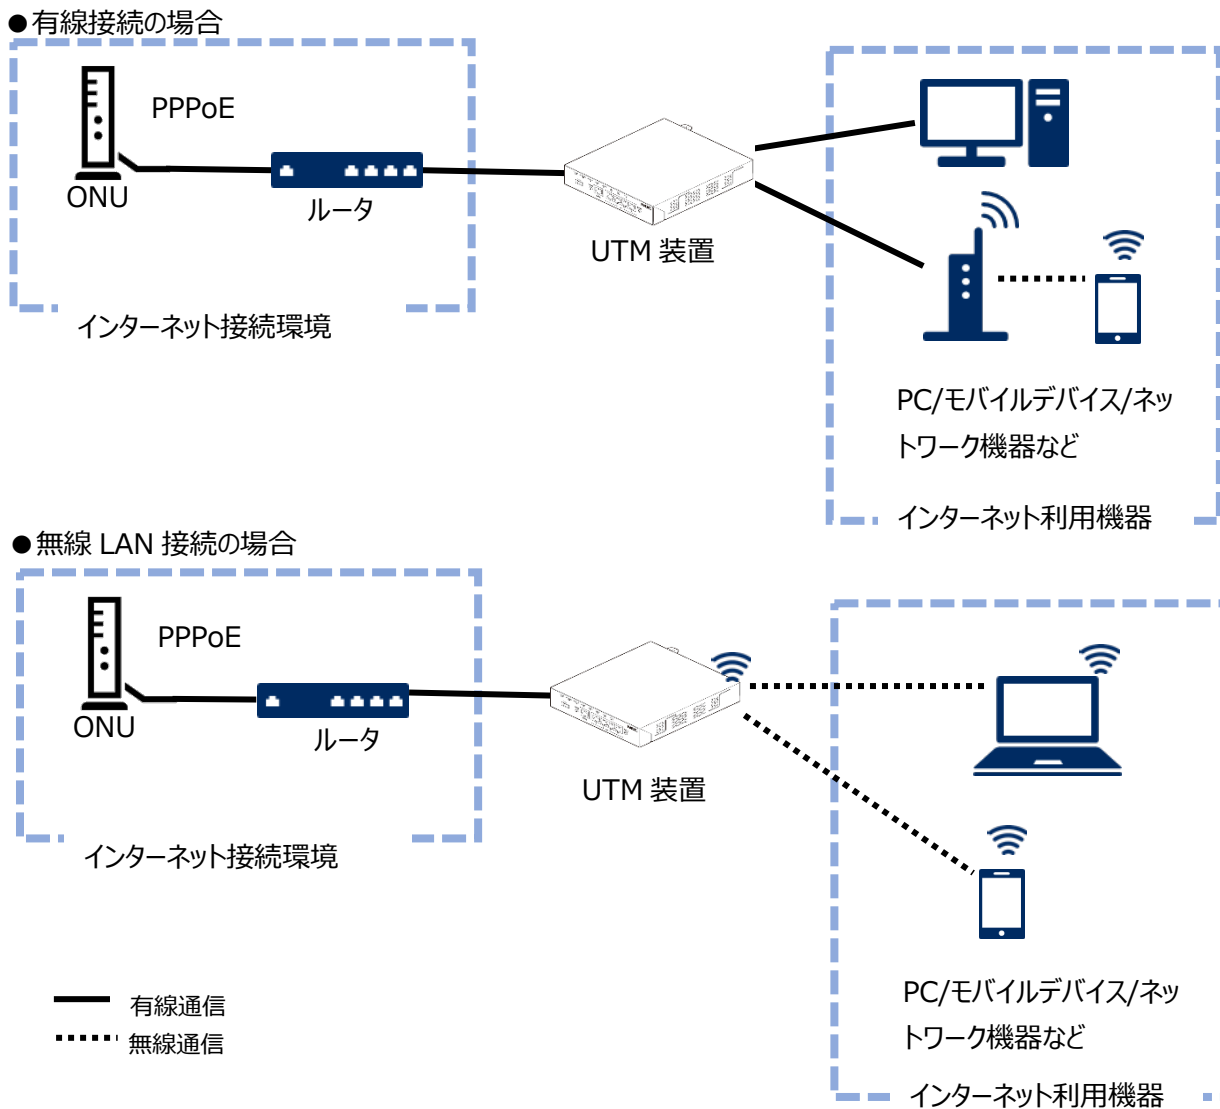 ●有線接続の場合
PPPoE
ONU
ルータ
UTM 装置
インターネット接続環境
PC/モバイルデバイス/ネッ
トワーク機器など
インターネット利用機器
●無線 LAN 接続の場合
PPPoE
ONU
ルータ
UTM 装置
インターネット接続環境
有線通信
無線通信
PC/モバイルデバイス/ネッ
トワーク機器など
インターネット利用機器